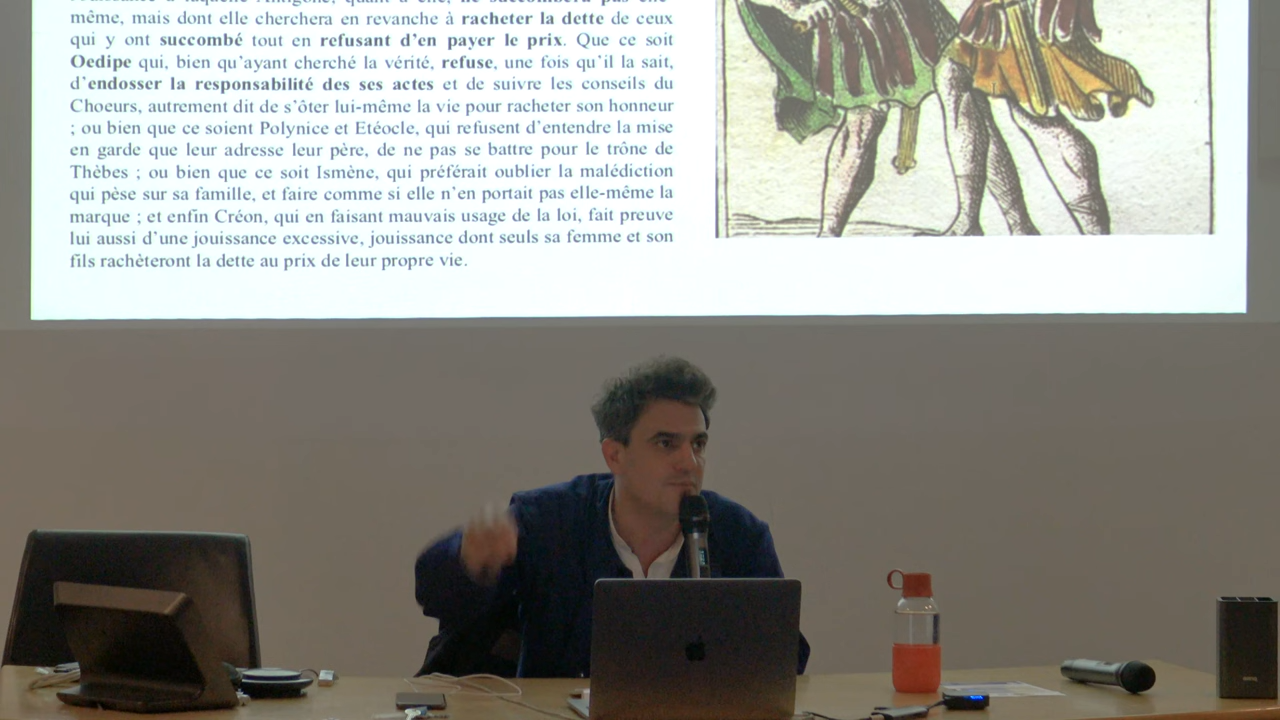 même, mais dont elle cherchera en revanche à racheter la dette de ceux
qui y ont succombé tout en refusant d'en payer le prix. Que ce soit
Oedipe qui, bien qu'ayant cherché la vérité, refuse, une fois qu'il la sait,
d'endosser la responsabilité des ses actes et de suivre les conseils du
Choeurs, autrement dit de s'ôter lui-même la vie pour racheter son honneur
; ou bien que ce soient Polynice et Etéocle, qui refusent d'entendre la mise
en garde que leur adresse leur père, de ne pas se battre pour le trône de
Thèbes ; ou bien que ce soit Ismène, qui préférait oublier la malédiction
qui pèse sur sa famille, et faire comme si elle n'en portait pas elle-même la
marque ; et enfin Créon, qui en faisant mauvais usage de la loi, fait preuve
lui aussi d'une jouissance excessive, jouissance dont seuls sa femme et son
fils rachèteront la dette au prix de leur propre vie.